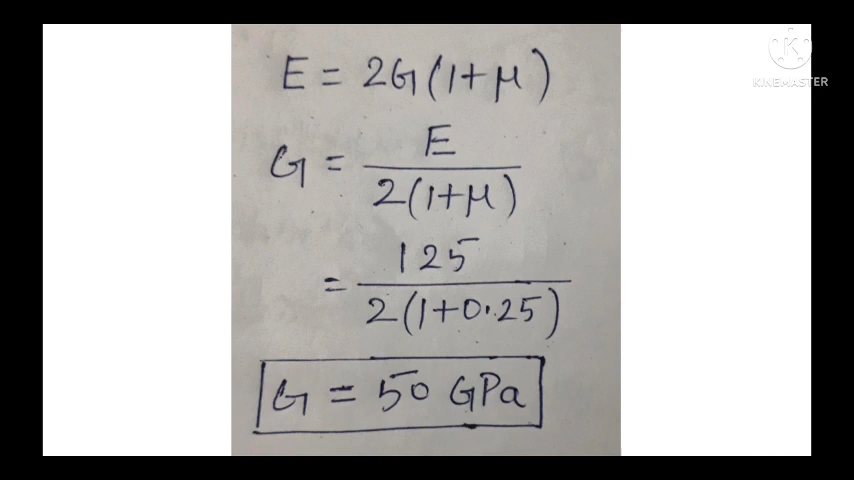 E = 2G(1+μ)
KINEMASTER
G = E / 2(1+μ)
= 125 / 2(1+0.25)
G = 50 GPa